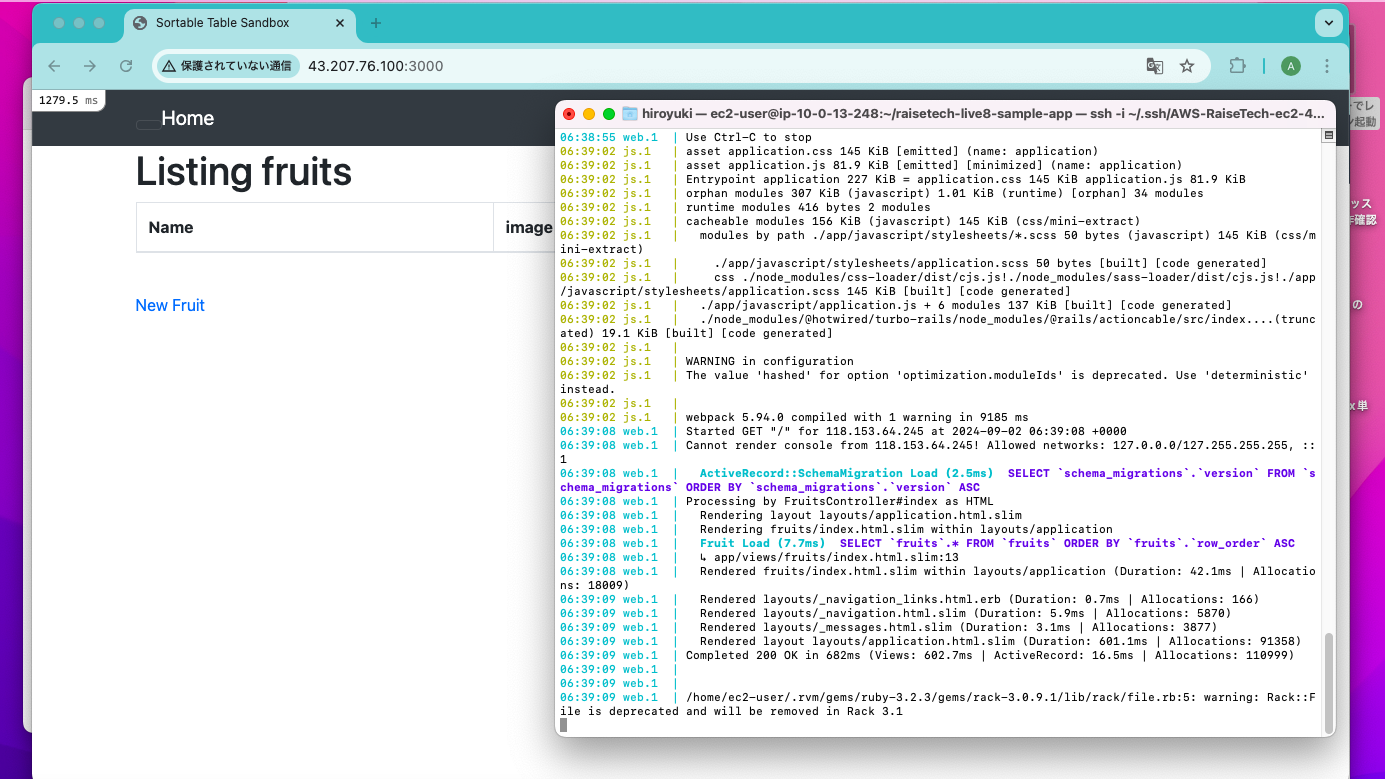 Sortable Table Sandbox
保護されていない通信 43.207.76.100:3000
A
1279.5 ms
Home
Listing fruits
Name
image
New Fruit
hiroyuki — ec2-user@ip-10-0-13-248:~/raisetech-live8-sample-app — ssh -i ~/.ssh/AWS-RaiseTech-ec2-4...
06:38:55 web.1 | Use Ctrl-C to stop
06:39:02 js.1 | asset application.css 145 KiB [emitted] (name: application)
06:39:02 js.1 | asset application.js 81.9 KiB [emitted] [minimized] (name: application)
06:39:02 js.1 | Entrypoint application 227 KiB = application.css 145 KiB application.js 81.9 KiB
06:39:02 js.1 | orphan modules 307 KiB (javascript) 1.01 KiB (runtime) [orphan] 34 modules
06:39:02 js.1 | runtime modules 416 bytes 2 modules
06:39:02 js.1 | cacheable modules 156 KiB (javascript) 145 KiB (css/mini-extract)
06:39:02 js.1 | modules by path ./app/javascript/stylesheets/*.scss 50 bytes (javascript) 145 KiB (css/m
ini-extract)
06:39:02 js.1 | ./app/javascript/stylesheets/application.scss 50 bytes [built] [code generated]
06:39:02 js.1 | css ./node_modules/css-loader/dist/cjs.js!./node_modules/sass-loader/dist/cjs.js!./app
/javascript/stylesheets/application.scss 145 KiB [built] [code generated]
06:39:02 js.1 | ./app/javascript/application.js + 6 modules 137 KiB [built] [code generated]
06:39:02 js.1 | ./node_modules/@hotwired/turbo-rails/node_modules/@rails/actioncable/src/index....(trunc
ated) 19.1 KiB [built] [code generated]
06:39:02 js.1 |
06:39:02 js.1 | WARNING in configuration
06:39:02 js.1 | The value 'hashed' for option 'optimization.moduleIds' is deprecated. Use 'deterministic'
instead.
06:39:02 js.1 |
06:39:02 js.1 | webpack 5.94.0 compiled with 1 warning in 9185 ms
06:39:08 web.1 | Started GET "/" for 118.153.64.245 at 2024-09-02 06:39:08 +0000
06:39:08 web.1 | Cannot render console from 118.153.64.245! Allowed networks: 127.0.0.0/127.255.255.255, ::
1
06:39:08 web.1 | ActiveRecord::SchemaMigration Load (2.5ms) SELECT `schema_migrations`.`version` FROM `s
chema_migrations` ORDER BY `schema_migrations`.`version` ASC
06:39:08 web.1 | Processing by FruitsController#index as HTML
06:39:08 web.1 | Rendering layout layouts/application.html.slim
06:39:08 web.1 | Rendering fruits/index.html.slim within layouts/application
06:39:08 web.1 | Fruit Load (7.7ms) SELECT `fruits`.* FROM `fruits` ORDER BY `fruits`.`row_order` ASC
06:39:08 web.1 | ↳ app/views/fruits/index.html.slim:13
06:39:08 web.1 | Rendered fruits/index.html.slim within layouts/application (Duration: 42.1ms | Allocatio
ns: 18009)
06:39:09 web.1 | Rendered layouts/_navigation_links.html.erb (Duration: 0.7ms | Allocations: 166)
06:39:09 web.1 | Rendered layouts/_navigation.html.slim (Duration: 5.9ms | Allocations: 5870)
06:39:09 web.1 | Rendered layouts/_messages.html.slim (Duration: 3.1ms | Allocations: 3877)
06:39:09 web.1 | Rendered layout layouts/application.html.slim (Duration: 601.1ms | Allocations: 91358)
06:39:09 web.1 | Completed 200 OK in 682ms (Views: 602.7ms | ActiveRecord: 16.5ms | Allocations: 110999)
06:39:09 web.1 |
06:39:09 web.1 |
06:39:09 web.1 | /home/ec2-user/.rvm/gems/ruby-3.2.3/gems/rack-3.0.9.1/lib/rack/file.rb:5: warning: Rack::F
ile is deprecated and will be removed in Rack 3.1
でレ
起動
ッス
確認
の
x 単